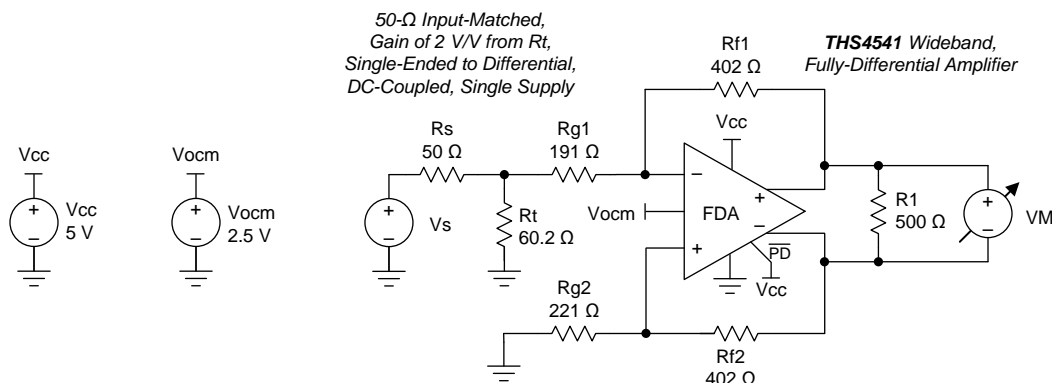 50-Ω Input-Matched,
Gain of 2 V/V from Rt,
Single-Ended to Differential,
DC-Coupled, Single Supply
Rf1
402 Ω
THS4541 Wideband,
Fully-Differential Amplifier
Vcc
Vcc
5 V
Vocm
Vocm
2.5 V
Rs
50 Ω
Rg1
191 Ω
Vcc
Vs
Rt
60.2 Ω
Vocm
FDA
PD
Vcc
R1
500 Ω
VM
Rg2
221 Ω
Rf2
402 Ω